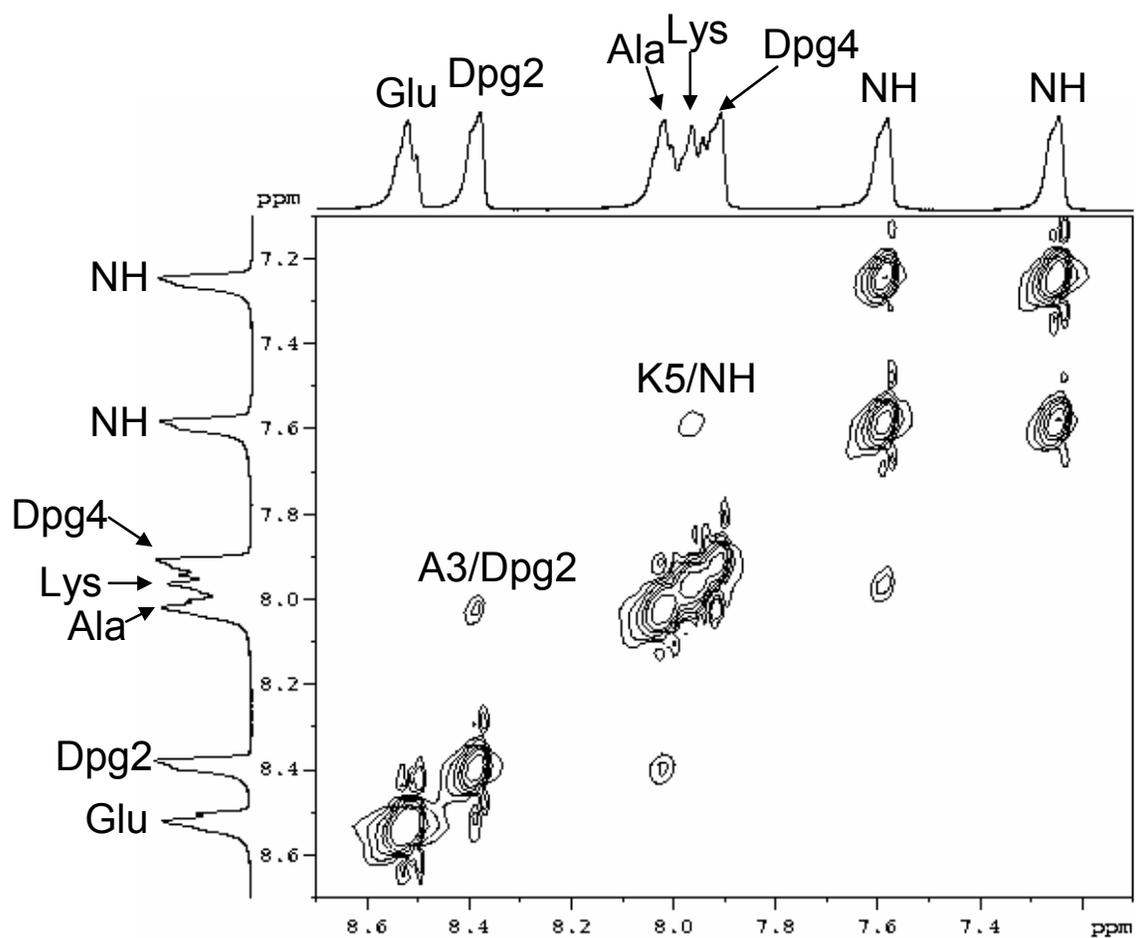 Glu
Dpg2
Ala
Lys
Dpg4
NH
NH
ppm
NH
NH
Dpg4
Lys
Ala
Dpg2
Glu
7.2
7.4
7.6
7.8
8.0
8.2
8.4
8.6
K5/NH
A3/Dpg2
8.6 8.4 8.2 8.0 7.8 7.6 7.4 ppm